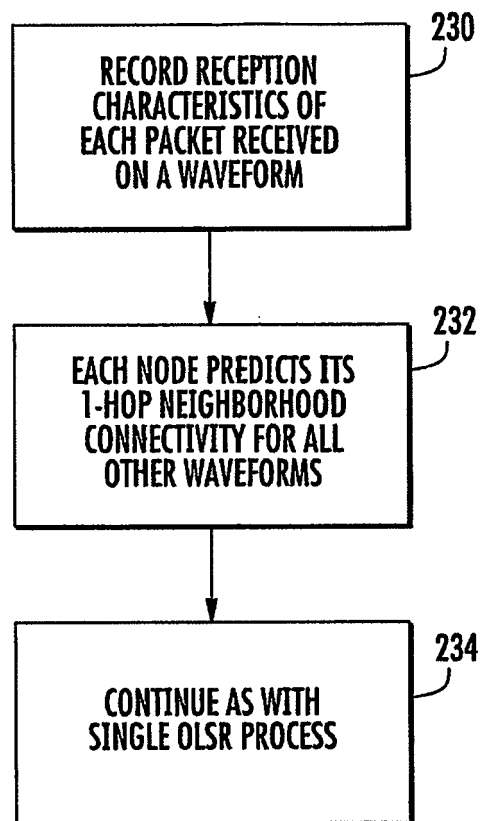 230
RECORD RECEPTION
CHARACTERISTICS OF
EACH PACKET RECEIVED
ON A WAVEFORM
232
EACH NODE PREDICTS ITS
1-HOP NEIGHBORHOOD
CONNECTIVITY FOR ALL
OTHER WAVEFORMS
234
CONTINUE AS WITH
SINGLE OLSR PROCESS